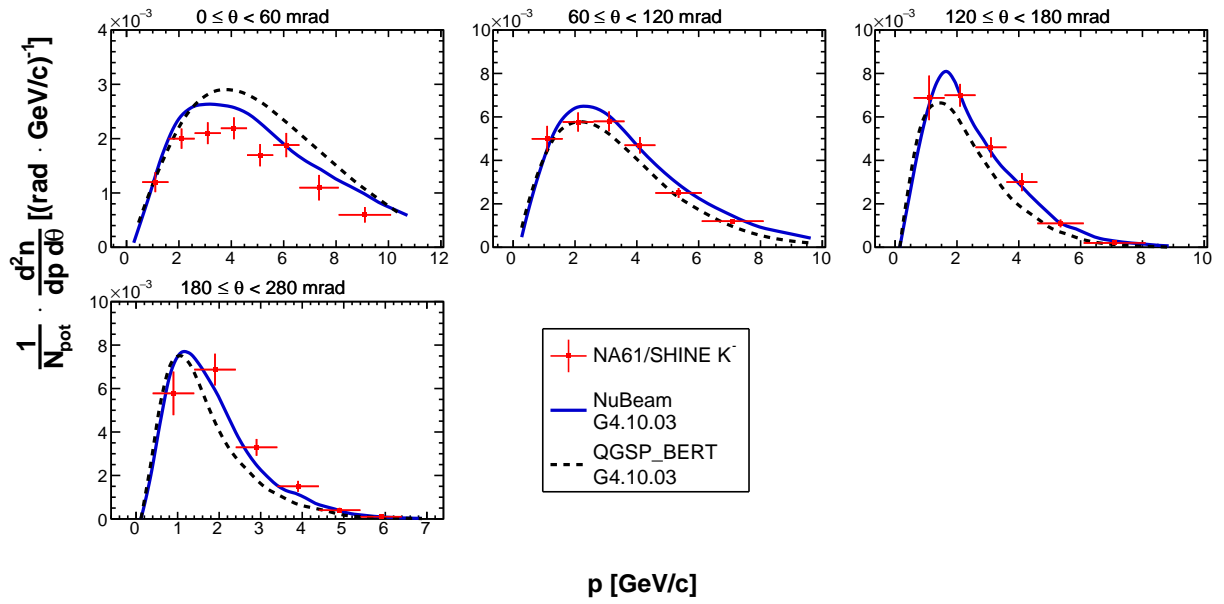 ×10⁻³ 0 ≤ θ < 60 mrad
4
3
2
1
0
0 2 4 6 8 10 12
×10⁻³ 60 ≤ θ < 120 mrad
10
8
6
4
2
0
0 2 4 6 8 10
×10⁻³ 120 ≤ θ < 180 mrad
10
8
6
4
2
0
0 2 4 6 8 10
1/N_pot · d²n/dp dθ [(rad · GeV/c)⁻¹]
×10⁻³ 180 ≤ θ < 280 mrad
10
8
6
4
2
0
0 1 2 3 4 5 6 7
NA61/SHINE K⁻
NuBeam
G4.10.03
QGSP_BERT
G4.10.03
p [GeV/c]